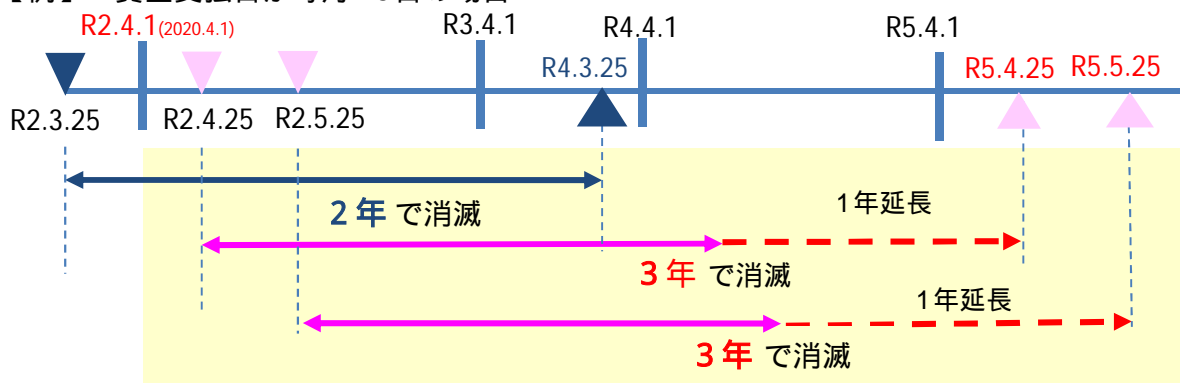 R2.4.1(2020.4.1) R3.4.1 R4.4.1 R5.4.1
R4.3.25 R5.4.25 R5.5.25
R2.3.25 R2.4.25 R2.5.25
2年 で消滅
1年延長
3年 で消滅
1年延長
3年 で消滅